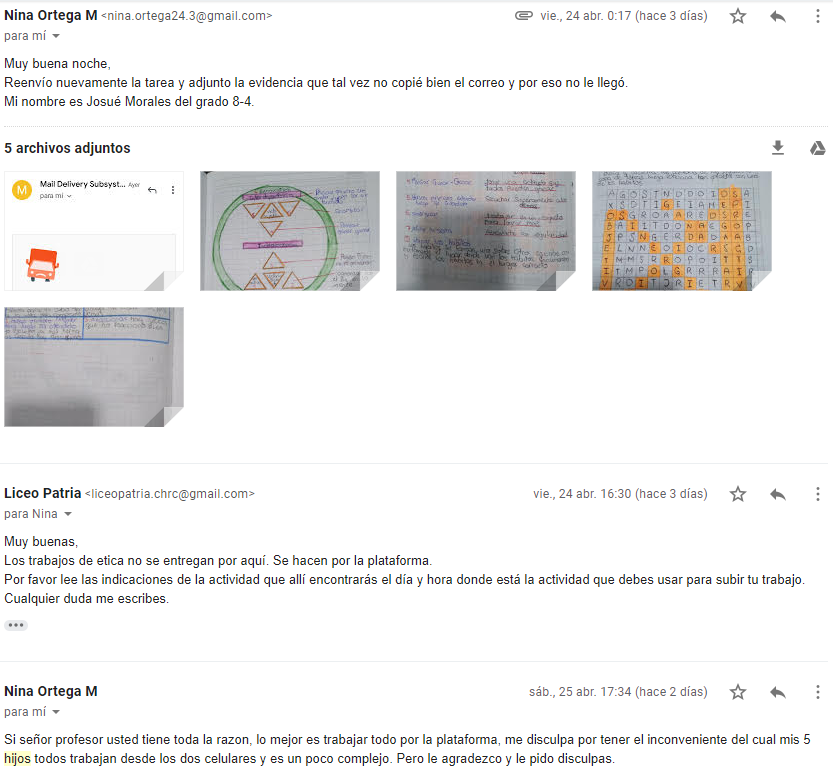 Nina Ortega M <nina.ortega24.3@gmail.com> vie., 24 abr. 0:17 (hace 3 días)
para mí
Muy buena noche,
Reenvío nuevamente la tarea y adjunto la evidencia que tal vez no copié bien el correo y por eso no le llegó.
Mi nombre es Josué Morales del grado 8-4.
5 archivos adjuntos
M Mail Delivery Subsyst... Ayer
para mí
Liceo Patria <liceopatria.chrc@gmail.com> vie., 24 abr. 16:30 (hace 3 días)
para Nina
Muy buenas,
Los trabajos de etica no se entregan por aquí. Se hacen por la plataforma.
Por favor lee las indicaciones de la actividad que allí encontrarás el día y hora donde está la actividad que debes usar para subir tu trabajo.
Cualquier duda me escribes.
Nina Ortega M sáb., 25 abr. 17:34 (hace 2 días)
para mí
Si señor profesor usted tiene toda la razon, lo mejor es trabajar todo por la plataforma, me disculpa por tener el inconveniente del cual mis 5
hijos todos trabajan desde los dos celulares y es un poco complejo. Pero le agradezco y le pido disculpas.